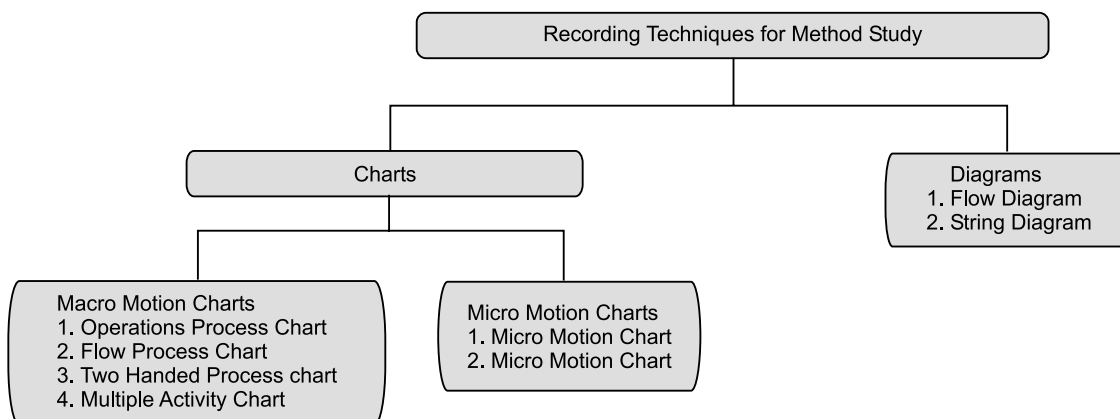 Recording Techniques for Method Study
Charts
Diagrams
1. Flow Diagram
2. String Diagram
Macro Motion Charts
1. Operations Process Chart
2. Flow Process Chart
3. Two Handed Process chart
4. Multiple Activity Chart
Micro Motion Charts
1. Micro Motion Chart
2. Micro Motion Chart